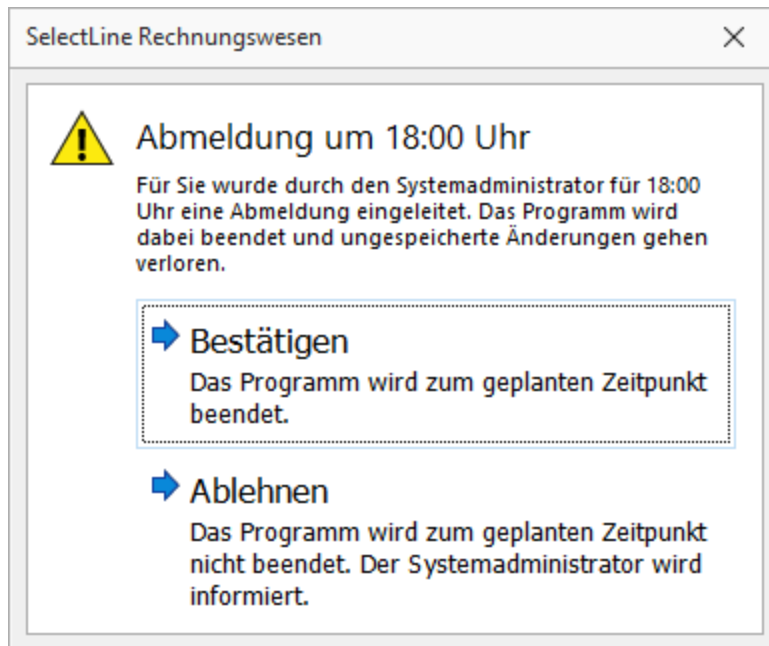 SelectLine Rechnungswesen
Abmeldung um 18:00 Uhr
Für Sie wurde durch den Systemadministrator für 18:00
Uhr eine Abmeldung eingeleitet. Das Programm wird
dabei beendet und ungespeicherte Änderungen gehen
verloren.
Bestätigen
Das Programm wird zum geplanten Zeitpunkt
beendet.
Ablehnen
Das Programm wird zum geplanten Zeitpunkt
nicht beendet. Der Systemadministrator wird
informiert.